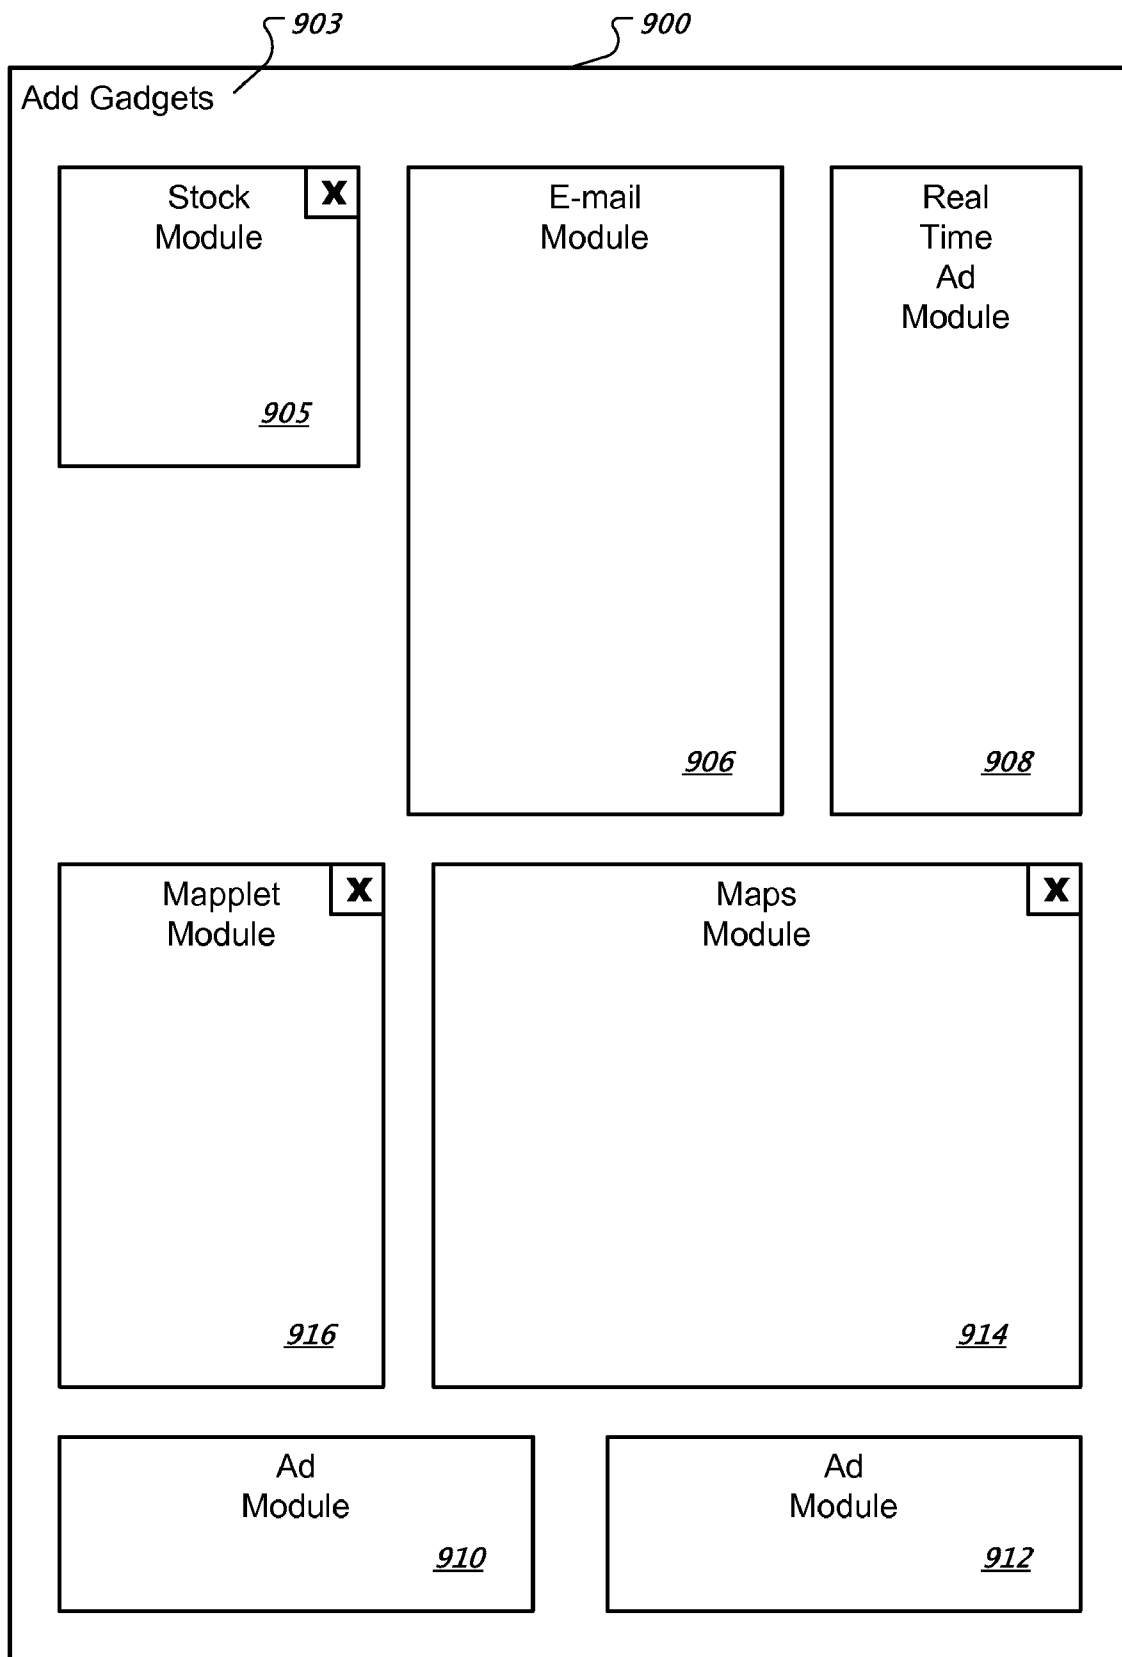 903
900
Add Gadgets
Stock
Module
X
905
E-mail
Module
906
Real
Time
Ad
Module
908
Mapplet
Module
X
916
Maps
Module
X
914
Ad
Module
910
Ad
Module
912